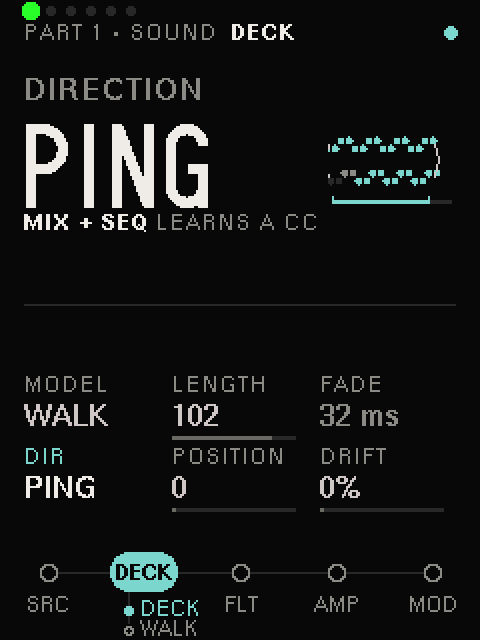 PART 1 · SOUND DECK
DIRECTION
PING
MIX + SEQ LEARNS A CC
MODEL LENGTH FADE
WALK 102 32 ms
DIR POSITION DRIFT
PING 0 0%
DECK
SRC DECK FLT AMP MOD
WALK